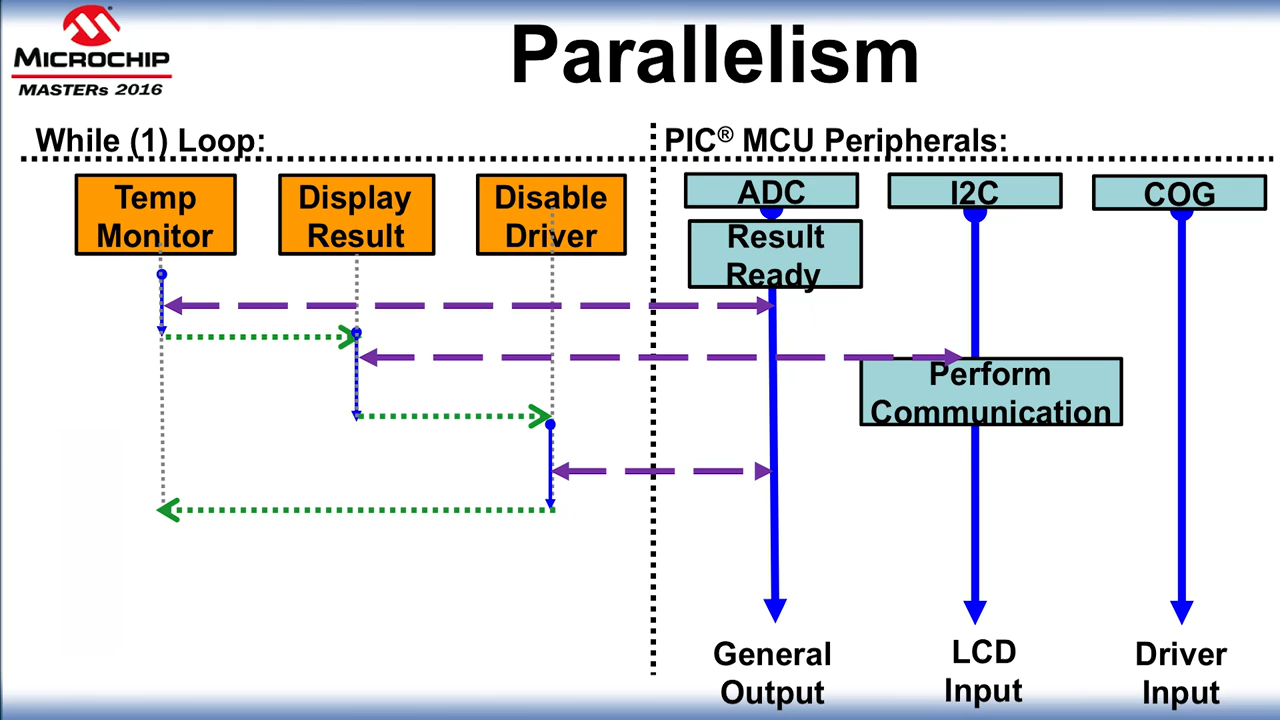 MICROCHIP
MASTERs 2016
Parallelism
While (1) Loop:
PIC® MCU Peripherals:
Temp
Monitor
Display
Result
Disable
Driver
ADC
I2C
COG
Result
Ready
Perform
Communication
General
Output
LCD
Input
Driver
Input